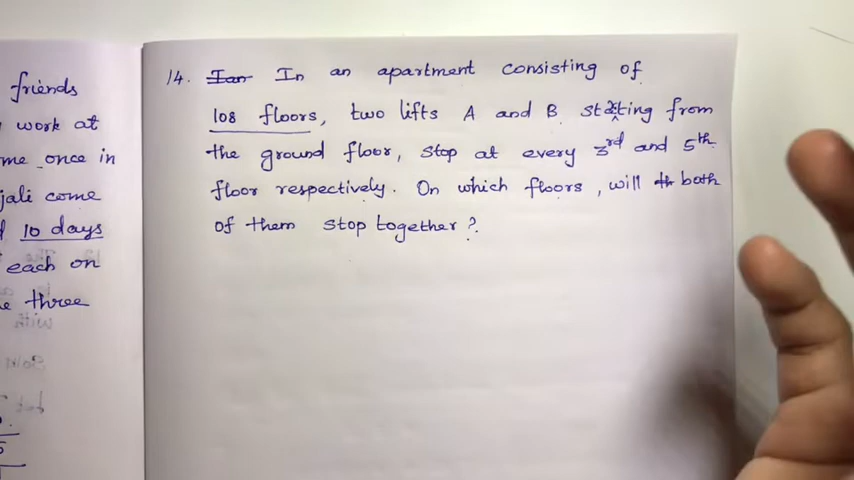 friends
work at
me once in
jali come
10 days
each on
three
14. In an apartment consisting of
108 floors, two lifts A and B starting from
the ground floor, stop at every 3rd and 5th
floor respectively. On which floors, will both
of them stop together?